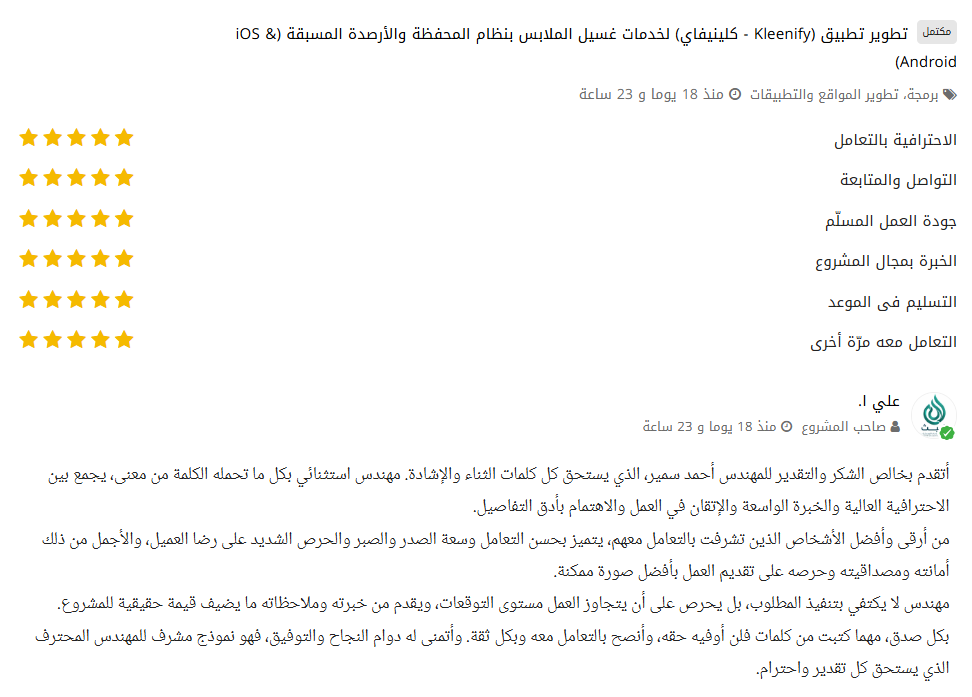 مكتمل تطوير تطبيق (Kleenify - كلينيفاي) لخدمات غسيل الملابس بنظام المحفظة والأرصدة المسبقة (iOS &
Android)
برمجة، تطوير المواقع والتطبيقات منذ 18 يوما و 23 ساعة
الاحترافية بالتعامل
التواصل والمتابعة
جودة العمل المسلّم
الخبرة بمجال المشروع
التسليم فى الموعد
التعامل معه مرّة أخرى
علي ا.
صاحب المشروع منذ 18 يوما و 23 ساعة
أتقدم بخالص الشكر والتقدير للمهندس أحمد سمير، الذي يستحق كل كلمات الثناء والإشادة. مهندس استثنائي بكل ما تحمله الكلمة من معنى، يجمع بين
الاحترافية العالية والخبرة الواسعة والإتقان في العمل والاهتمام بأدق التفاصيل.
من أرقى وأفضل الأشخاص الذين تشرفت بالتعامل معهم، يتميز بحسن التعامل وسعة الصدر والصبر والحرص الشديد على رضا العميل، والأجمل من ذلك
أمانته ومصداقيته وحرصه على تقديم العمل بأفضل صورة ممكنة.
مهندس لا يكتفي بتنفيذ المطلوب، بل يحرص على أن يتجاوز العمل مستوى التوقعات، ويقدم من خبرته وملاحظاته ما يضيف قيمة حقيقية للمشروع.
بكل صدق، مهما كتبت من كلمات فلن أوفيه حقه، وأنصح بالتعامل معه وبكل ثقة. وأتمنى له دوام النجاح والتوفيق، فهو نموذج مشرف للمهندس المحترف
الذي يستحق كل تقدير واحترام.